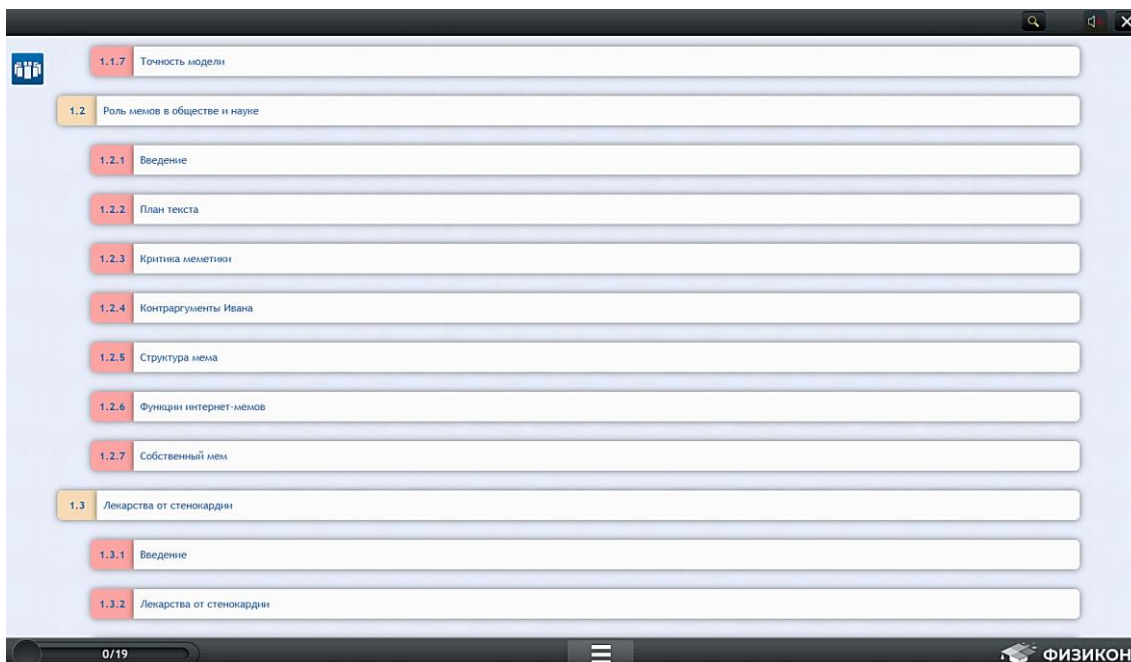 1.1.7 Точность модели
1.2 Роль мемов в обществе и науке
1.2.1 Введение
1.2.2 План текста
1.2.3 Критика меметики
1.2.4 Контраргументы Ивана
1.2.5 Структура мема
1.2.6 Функции интернет-мемов
1.2.7 Собственный мем
1.3 Лекарства от стенокардии
1.3.1 Введение
1.3.2 Лекарства от стенокардии
0/19
ФИЗИКОН